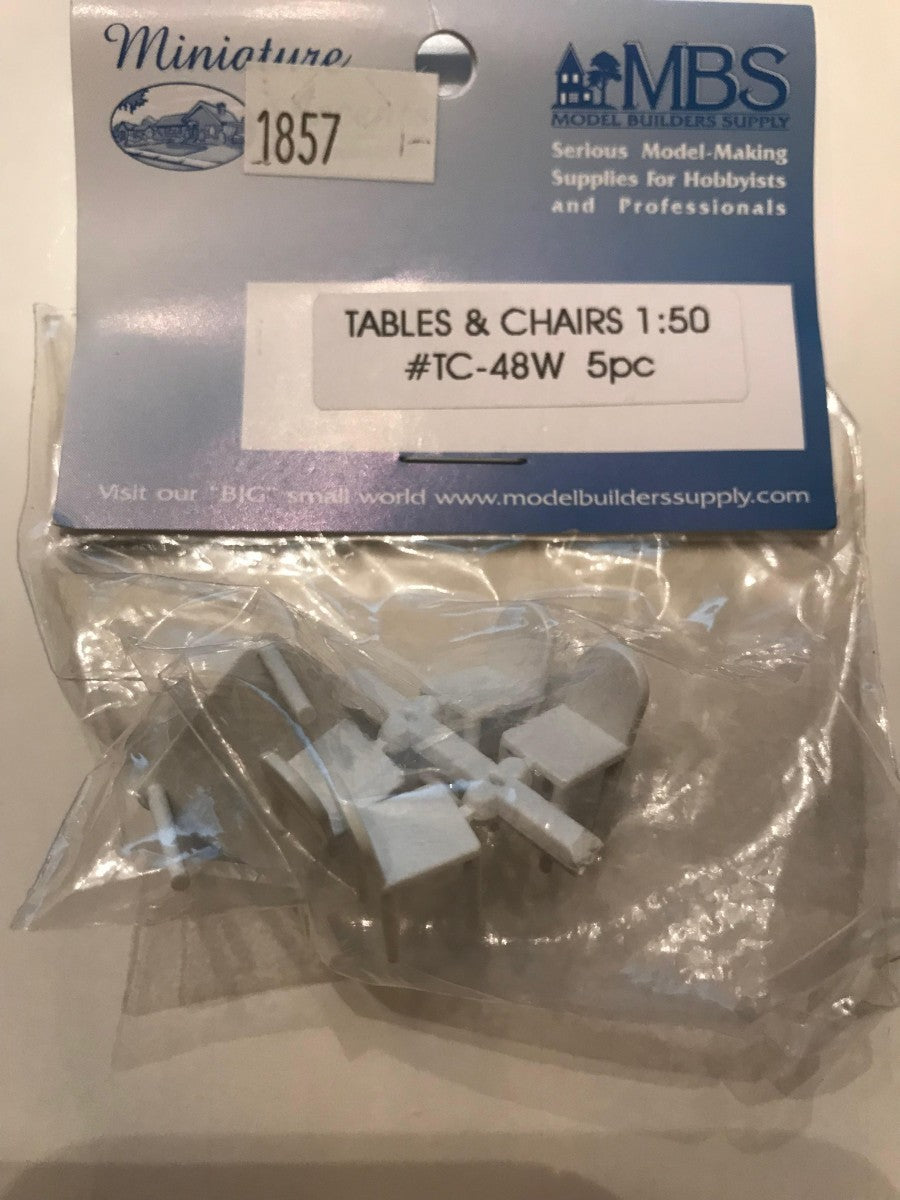 Miniature
1857
MBS
MODEL BUILDERS SUPPLY
Serious Model-Making
Supplies for Hobbyists
and Professionals
TABLES & CHAIRS 1:50
#TC-48W 5pc
Visit our "BIG" small world www.modelbuilderssupply.com